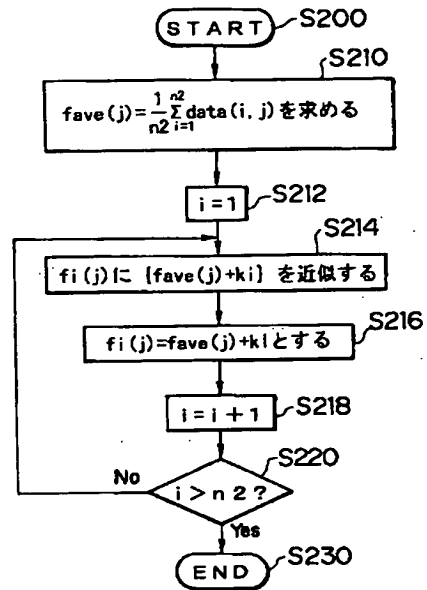 START
S200
S210
fave(j)=1/n2 Σ_{i=1}^{n2} data(i,j)を求める
i=1
S212
S214
fi(j)に {fave(j)+ki} を近似する
S216
fi(j)=fave(j)+kiとする
i=i+1
S218
S220
i>n2?
No
Yes
END
S230